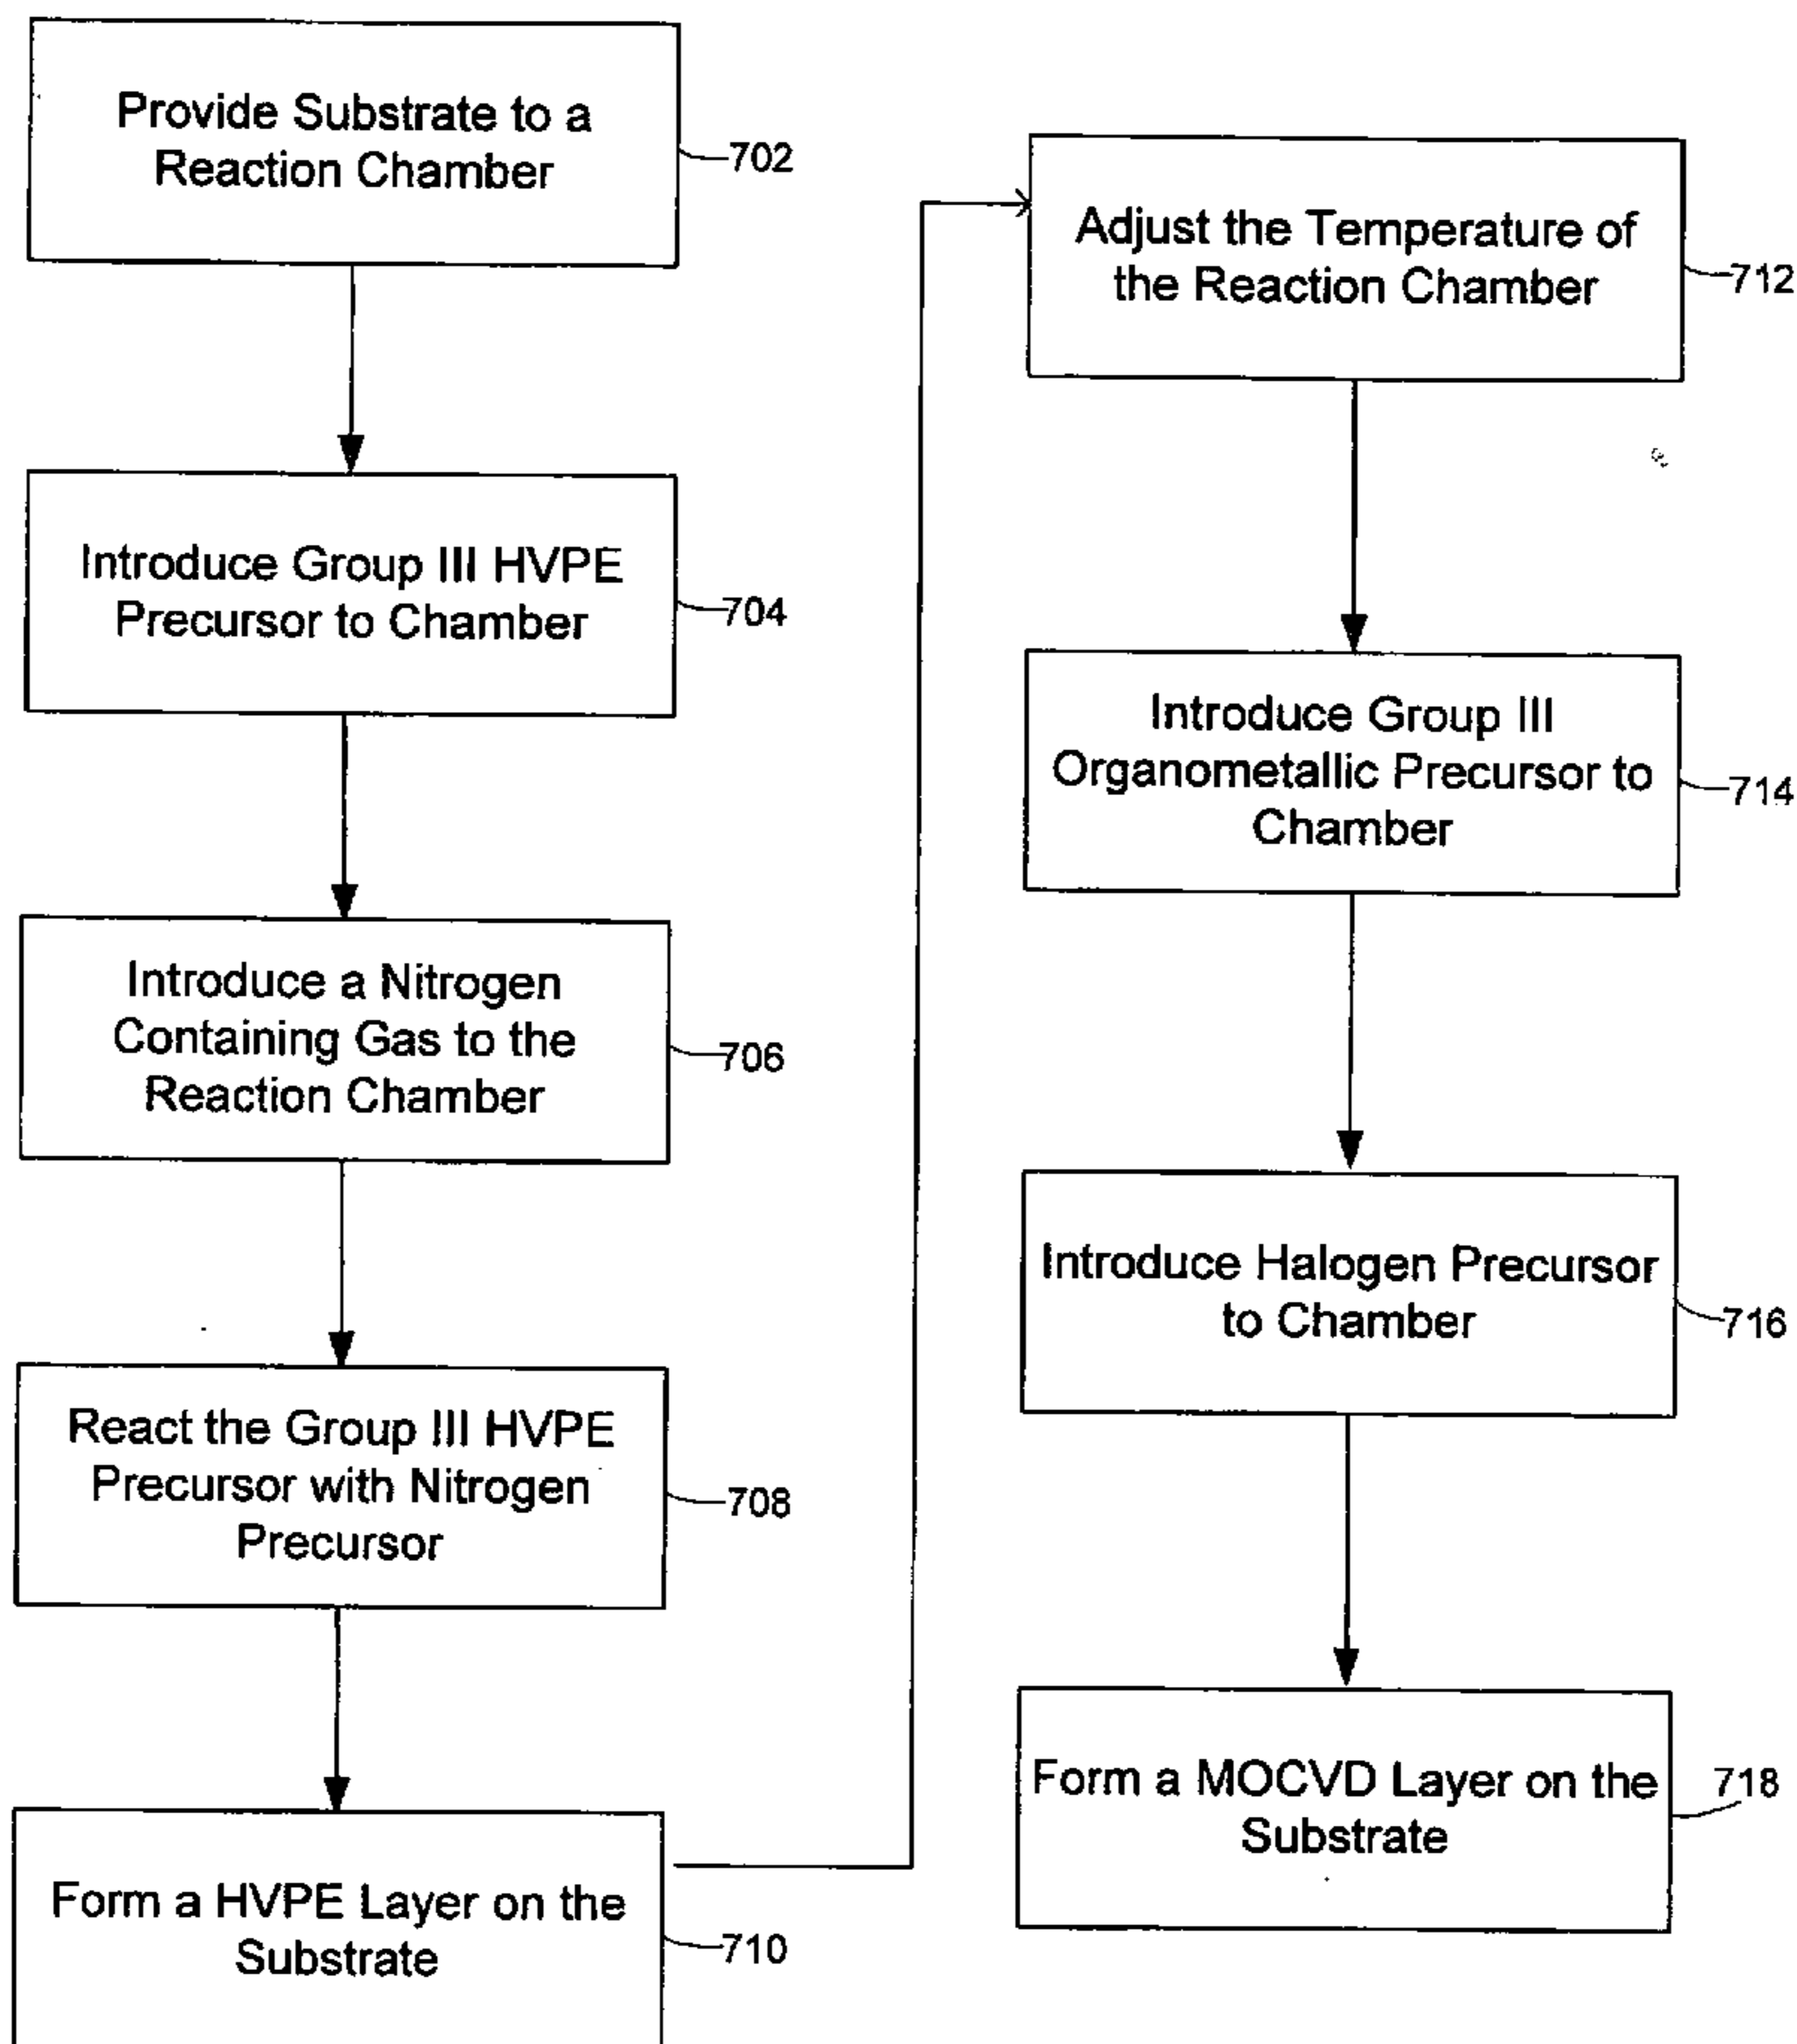 Provide Substrate to a
Reaction Chamber
702
Introduce Group III HVPE
Precursor to Chamber
704
Introduce a Nitrogen
Containing Gas to the
Reaction Chamber
706
React the Group III HVPE
Precursor with Nitrogen
Precursor
708
Form a HVPE Layer on the
Substrate
710
Adjust the Temperature of
the Reaction Chamber
712
Introduce Group III
Organometallic Precursor to
Chamber
714
Introduce Halogen Precursor
to Chamber
716
Form a MOCVD Layer on the
Substrate
718